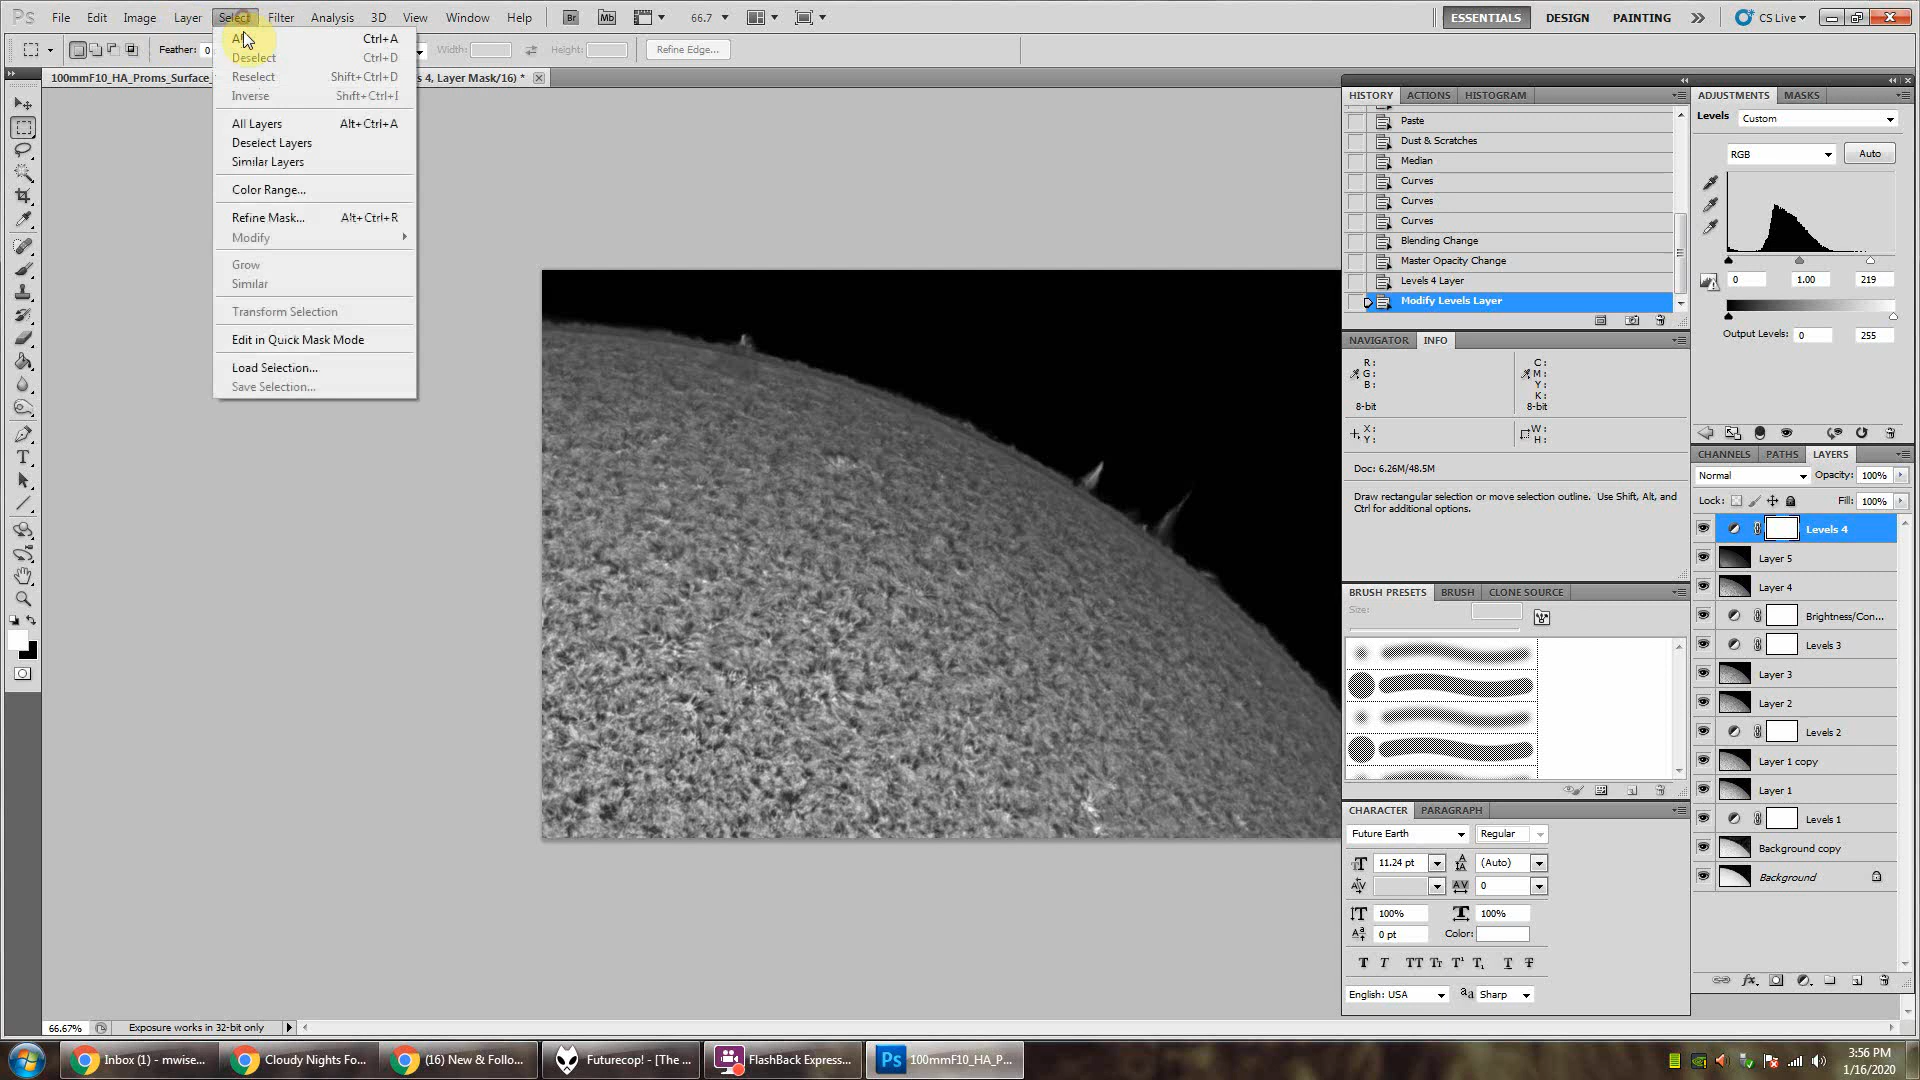 Ps File Edit Image Layer Select Filter Analysis 3D View Window Help Br Mb 66.7 ESSENTIALS DESIGN PAINTING CS Live
Feather: 0 Width: Height: Refine Edge...
100mmF10_HA_Proms_Surface_ s 4, Layer Mask/16) *
Ctrl+A
Deselect Ctrl+D
Reselect Shift+Ctrl+D
Inverse Shift+Ctrl+I
All Layers Alt+Ctrl+A
Deselect Layers
Similar Layers
Color Range...
Refine Mask... Alt+Ctrl+R
Modify
Grow
Similar
Transform Selection
Edit in Quick Mask Mode
Load Selection...
Save Selection...
HISTORY ACTIONS HISTOGRAM
Paste
Dust & Scratches
Median
Curves
Curves
Curves
Blending Change
Master Opacity Change
Levels 4 Layer
Modify Levels Layer
NAVIGATOR INFO
R: C:
G: M:
B: Y:
K:
8-bit 8-bit
X: W:
Y: H:
Doc: 6.26M/48.5M
Draw rectangular selection or move selection outline. Use Shift, Alt, and
Ctrl for additional options.
BRUSH PRESETS BRUSH CLONE SOURCE
Size:
CHARACTER PARAGRAPH
Future Earth Regular
11.24 pt (Auto)
0
100% 100%
0 pt Color:
T T TT Tr T¹ T₁ T T
English: USA aa Sharp
ADJUSTMENTS MASKS
Levels Custom
RGB Auto
0 1.00 219
Output Levels: 0 255
CHANNELS PATHS LAYERS
Normal Opacity: 100%
Lock: Fill: 100%
Levels 4
Layer 5
Layer 4
Brightness/Con...
Levels 3
Layer 3
Layer 2
Levels 2
Layer 1 copy
Layer 1
Levels 1
Background copy
Background
66.67% Exposure works in 32-bit only
Inbox (1) - mwise... Cloudy Nights Fo... (16) New & Follo... Futurecop! - [The ... FlashBack Express... Ps 100mmF10_HA_P...
3:56 PM
1/16/2020